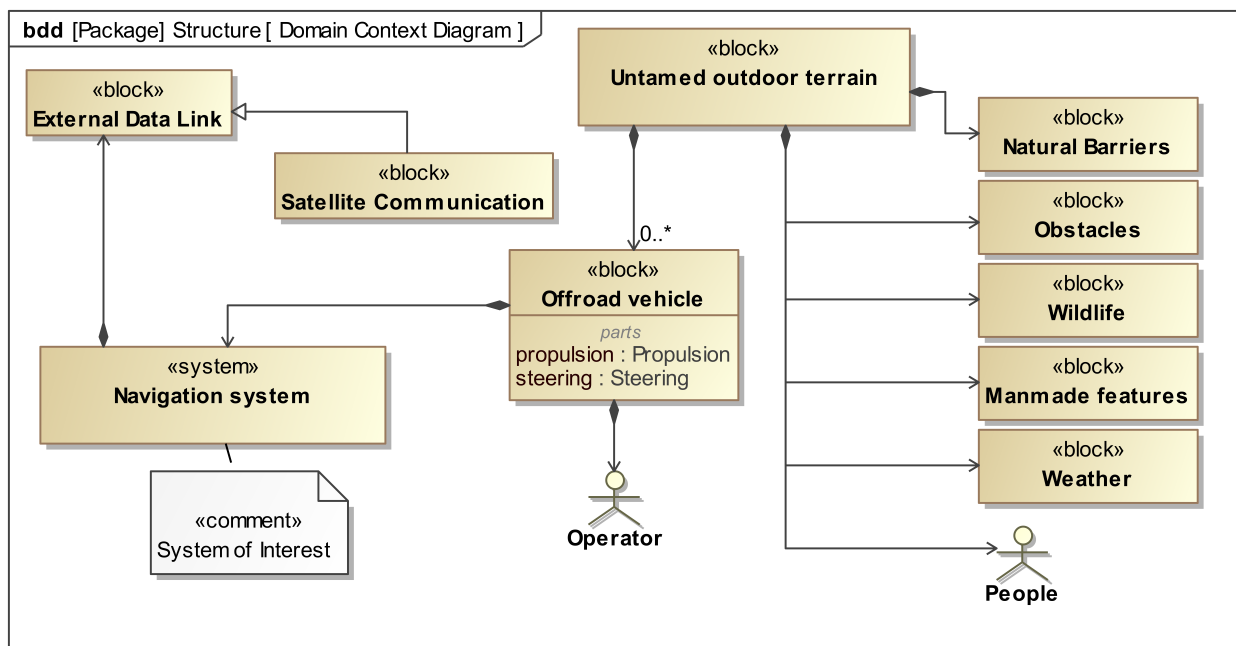 bdd [Package] Structure [ Domain Context Diagram ]
«block»
External Data Link
«block»
Satellite Communication
«block»
Untamed outdoor terrain
«block»
Natural Barriers
«block»
Obstacles
«block»
Wildlife
«block»
Manmade features
«block»
Weather
People
0..*
«block»
Offroad vehicle
parts
propulsion : Propulsion
steering : Steering
Operator
«system»
Navigation system
«comment»
System of Interest